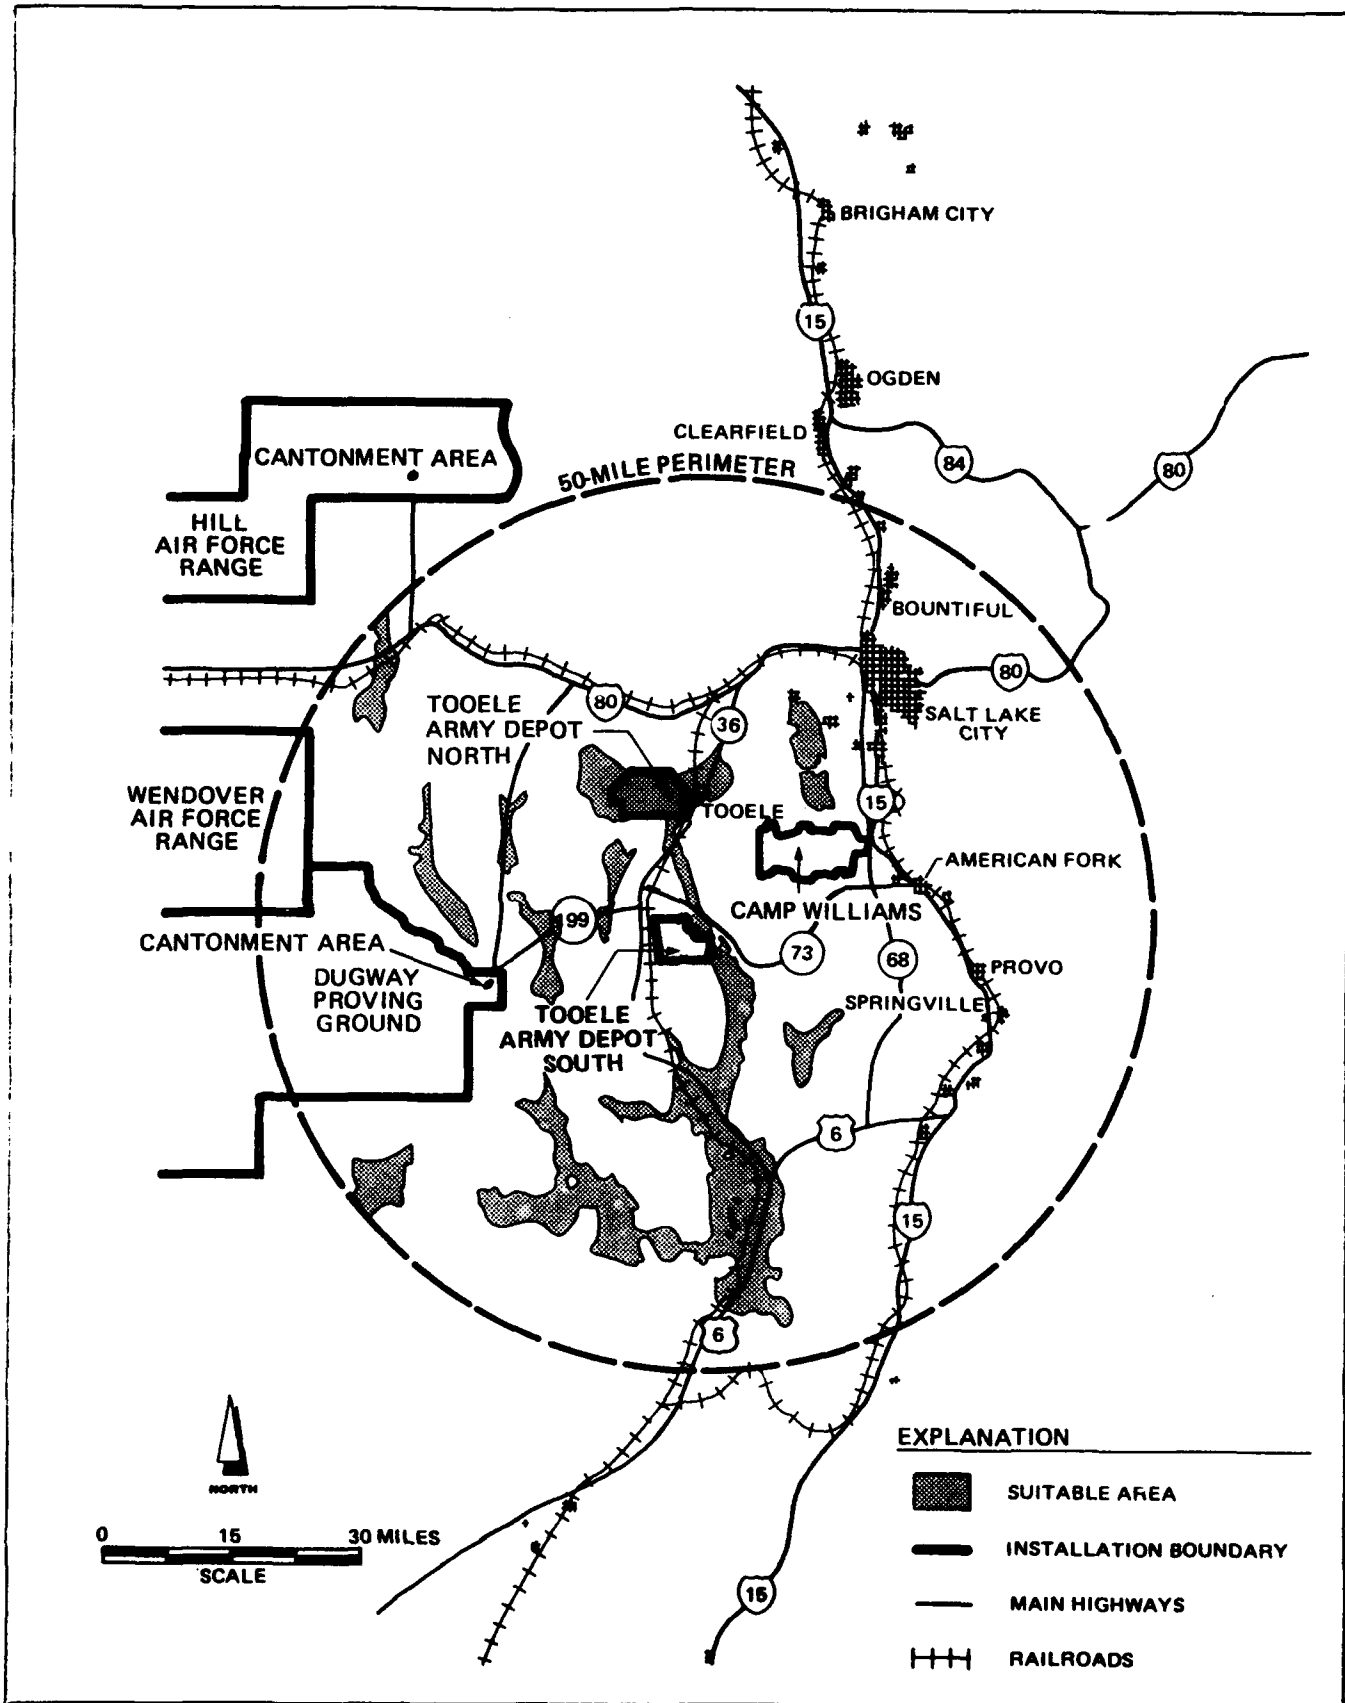 BRIGHAM CITY
15
OGDEN
CLEARFIELD
84
80
50-MILE PERIMETER
CANTONMENT AREA
HILL
AIR FORCE
RANGE
BOUNTIFUL
80
SALT LAKE
CITY
TOOELE
ARMY DEPOT
NORTH
80
36
WENDOVER
AIR FORCE
RANGE
TOOELE
15
AMERICAN FORK
CAMP WILLIAMS
199
73
68
CANTONMENT AREA
DUGWAY
PROVING
GROUND
PROVO
SPRINGVILLE
TOOELE
ARMY DEPOT
SOUTH
6
15
6
NORTH
0 15 30 MILES
SCALE
15
EXPLANATION
SUITABLE AREA
INSTALLATION BOUNDARY
MAIN HIGHWAYS
RAILROADS